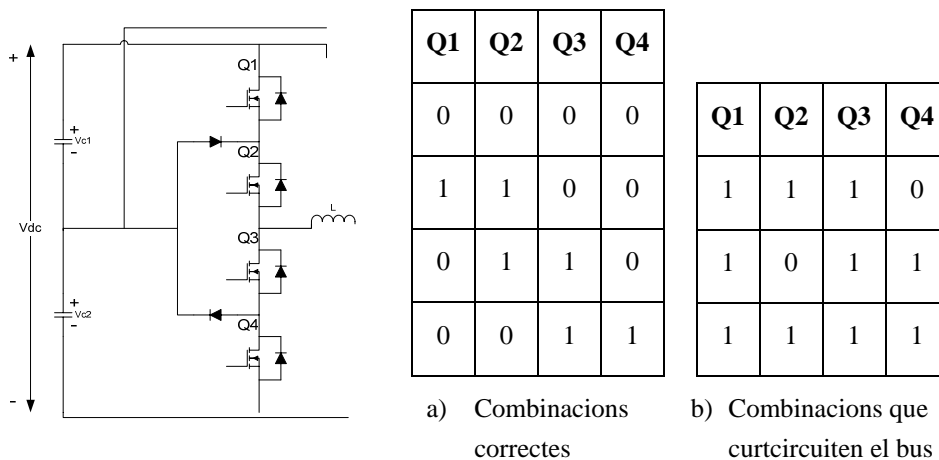 +
Q1
+
Vc1
-
Q2
L
Vdc
Q3
+
Vc2
-
Q4
-
Q1 Q2 Q3 Q4
0 0 0 0
1 1 0 0
0 1 1 0
0 0 1 1
a) Combinacions
correctes
Q1 Q2 Q3 Q4
1 1 1 0
1 0 1 1
1 1 1 1
b) Combinacions que
curtcircuiten el bus